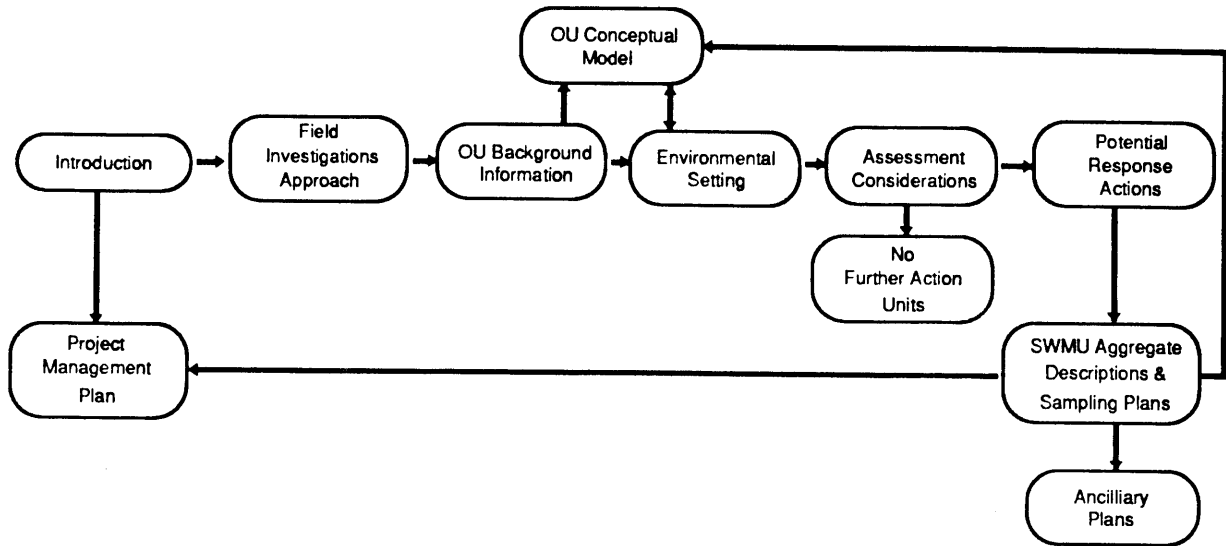 OU Conceptual
Model
Introduction
Field
Investigations
Approach
OU Background
Information
Environmental
Setting
Assessment
Considerations
Potential
Response
Actions
No
Further Action
Units
Project
Management
Plan
SWMU Aggregate
Descriptions &
Sampling Plans
Ancilliary
Plans